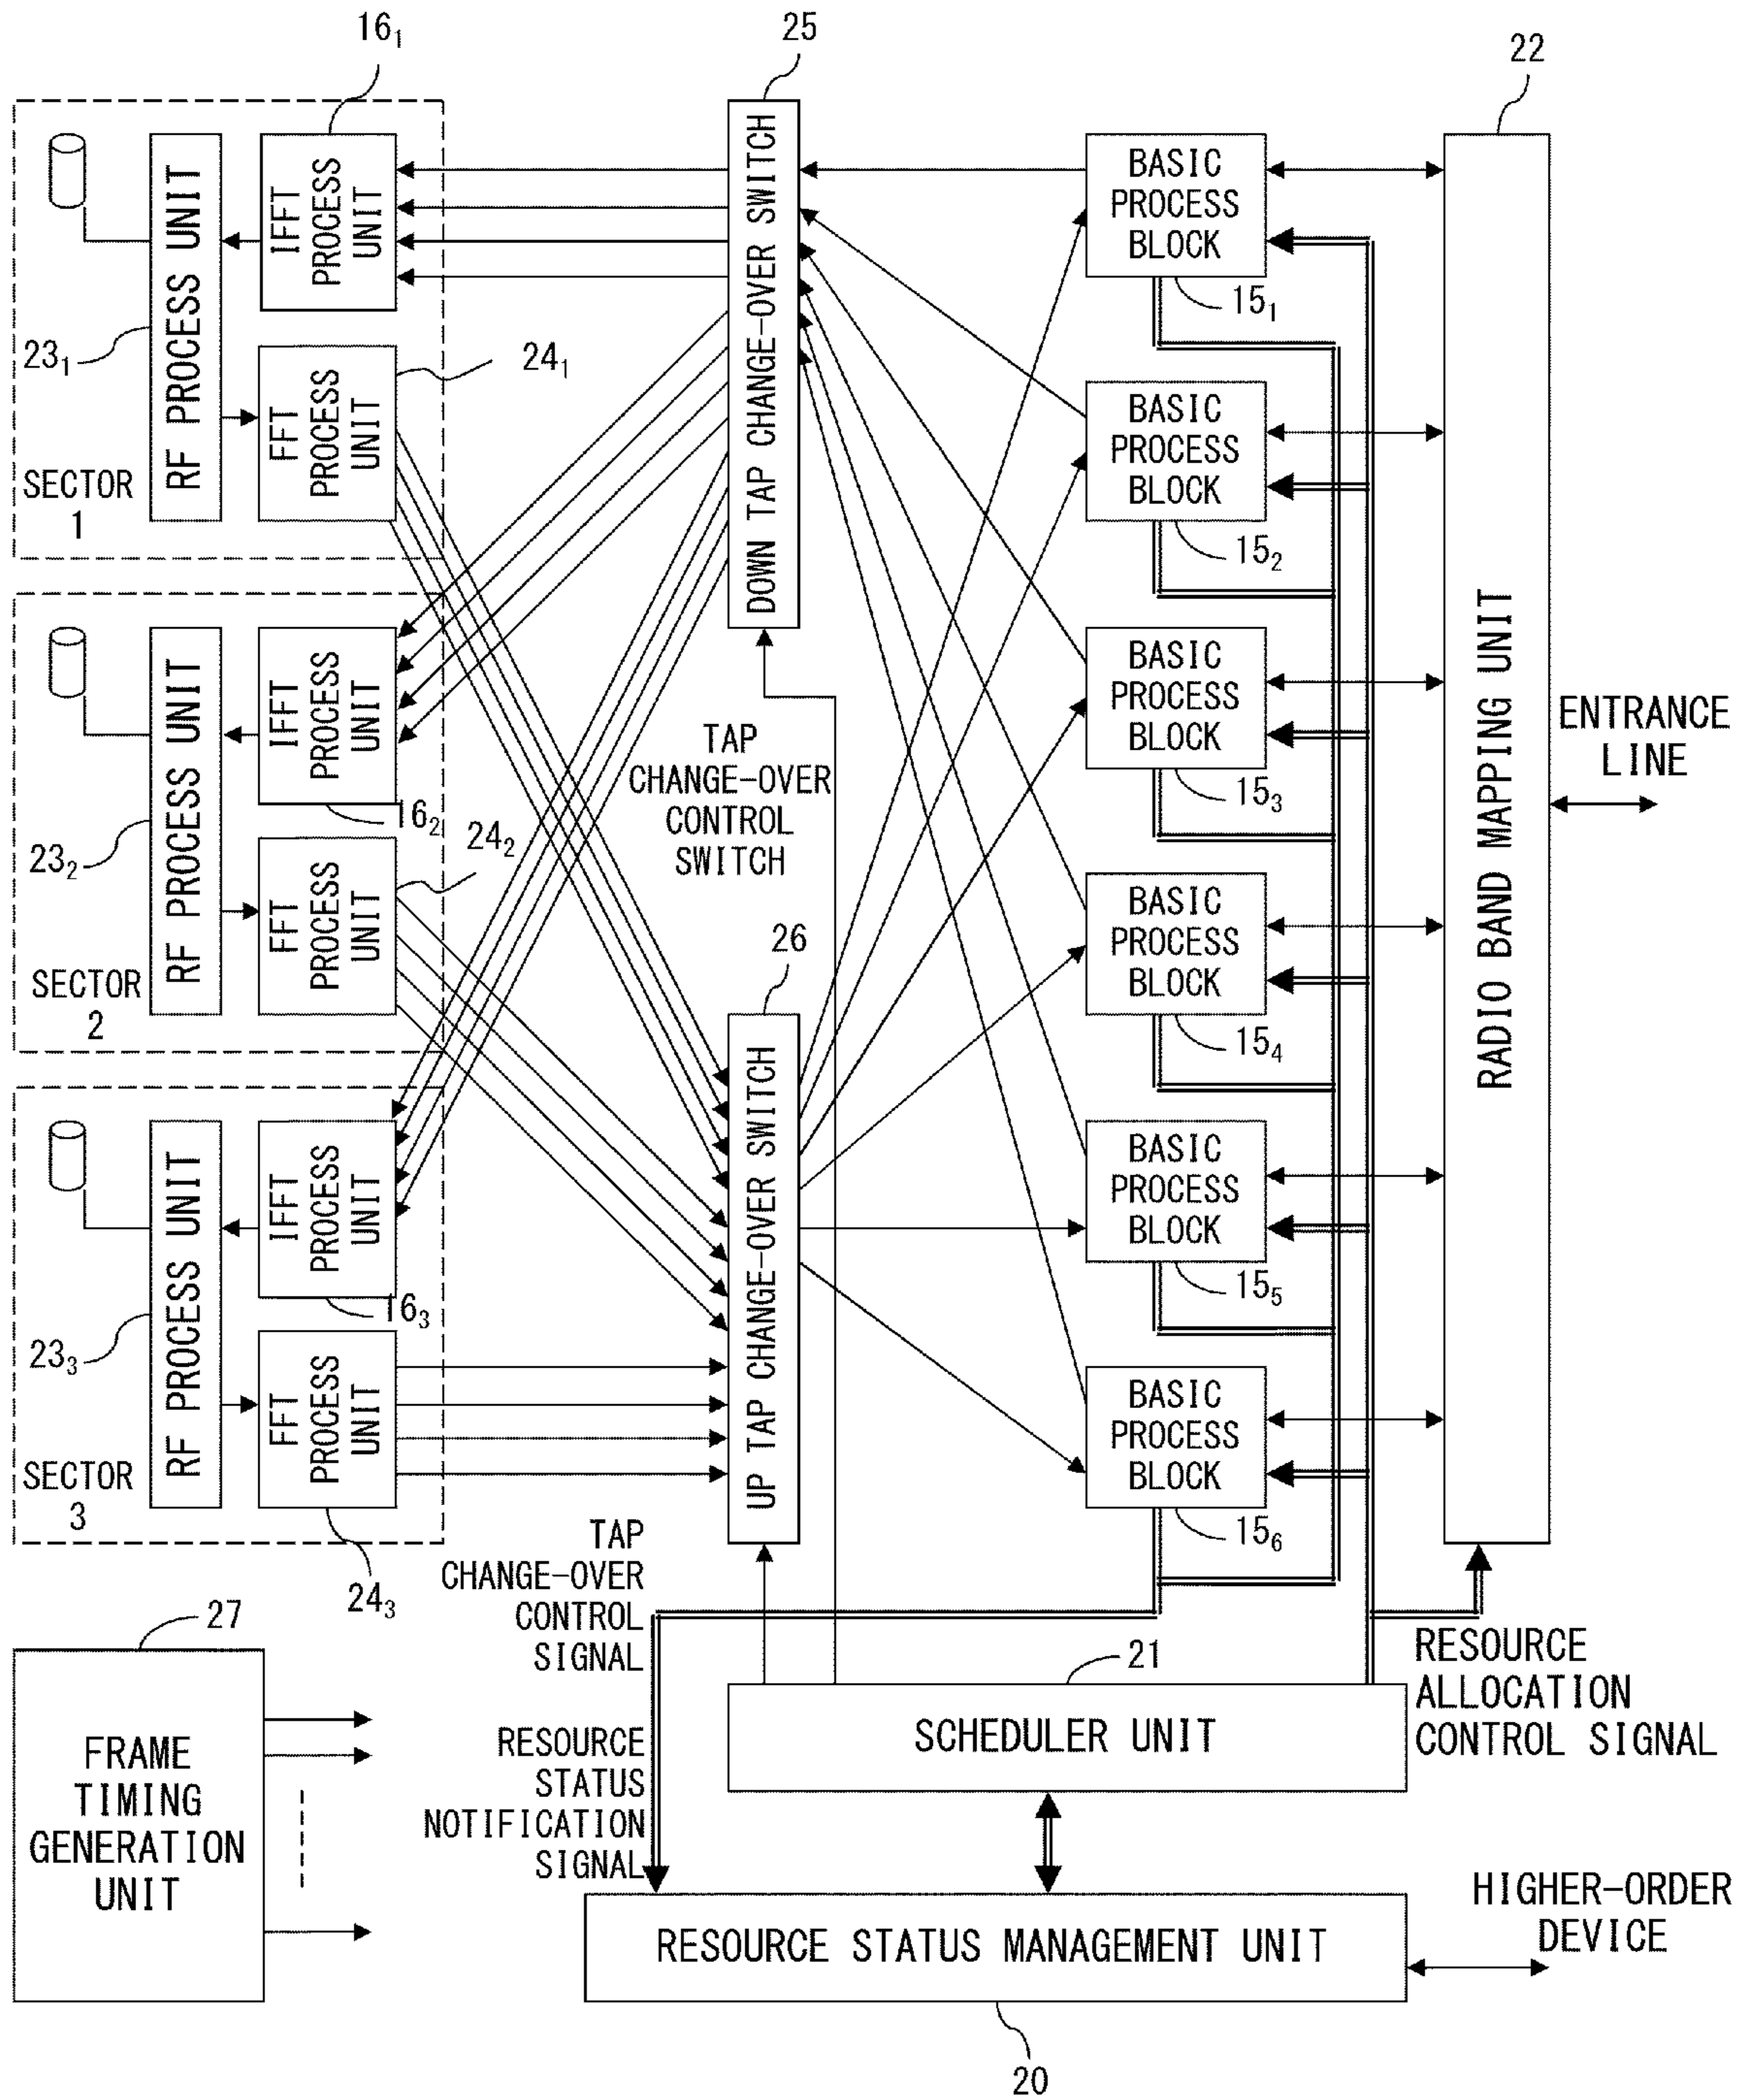 16₁
25
22
IFFT
PROCESS
UNIT
RF PROCESS UNIT
23₁
24₁
FFT
PROCESS
UNIT
SECTOR
1
DOWN TAP CHANGE-OVER SWITCH
BASIC
PROCESS
BLOCK
15₁
BASIC
PROCESS
BLOCK
15₂
BASIC
PROCESS
BLOCK
15₃
BASIC
PROCESS
BLOCK
15₄
BASIC
PROCESS
BLOCK
15₅
BASIC
PROCESS
BLOCK
15₆
RADIO BAND MAPPING UNIT
ENTRANCE
LINE
IFFT
PROCESS
UNIT
16₂
RF PROCESS UNIT
23₂
24₂
FFT
PROCESS
UNIT
SECTOR
2
TAP
CHANGE-OVER
CONTROL
SWITCH
26
UP TAP CHANGE-OVER SWITCH
IFFT
PROCESS
UNIT
16₃
RF PROCESS UNIT
23₃
FFT
PROCESS
UNIT
24₃
SECTOR
3
TAP
CHANGE-OVER
CONTROL
SIGNAL
27
FRAME
TIMING
GENERATION
UNIT
21
SCHEDULER UNIT
RESOURCE
ALLOCATION
CONTROL SIGNAL
RESOURCE
STATUS
NOTIFICATION
SIGNAL
RESOURCE STATUS MANAGEMENT UNIT
HIGHER-ORDER
DEVICE
20